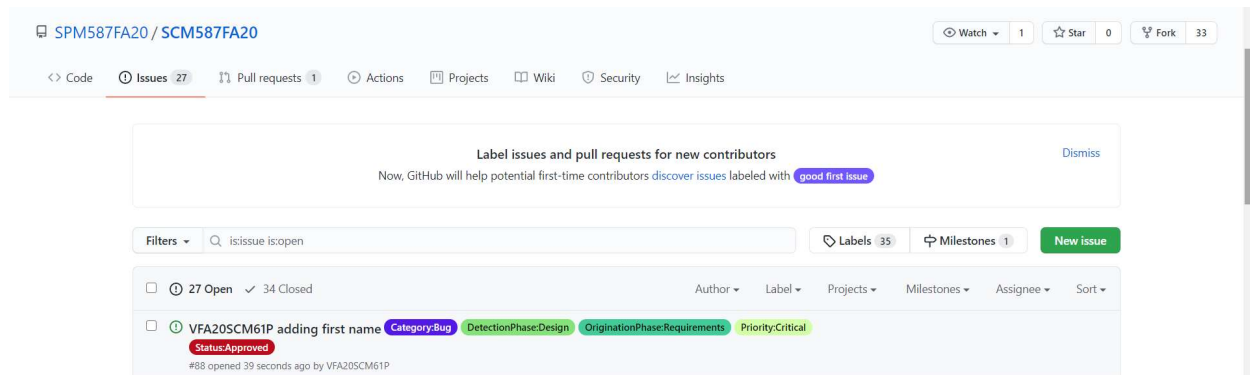 SPM587FA20 / SCM587FA20
Watch 1 Star 0 Fork 33
<> Code Issues 27 Pull requests 1 Actions Projects Wiki Security Insights
Label issues and pull requests for new contributors
Dismiss
Now, GitHub will help potential first-time contributors discover issues labeled with good first issue
Filters is:issue is:open Labels 35 Milestones 1 New issue
27 Open 34 Closed Author Label Projects Milestones Assignee Sort
VFA20SCM61P adding first name Category:Bug DetectionPhase:Design OriginationPhase:Requirements Priority:Critical
Status:Approved
#88 opened 39 seconds ago by VFA20SCM61P